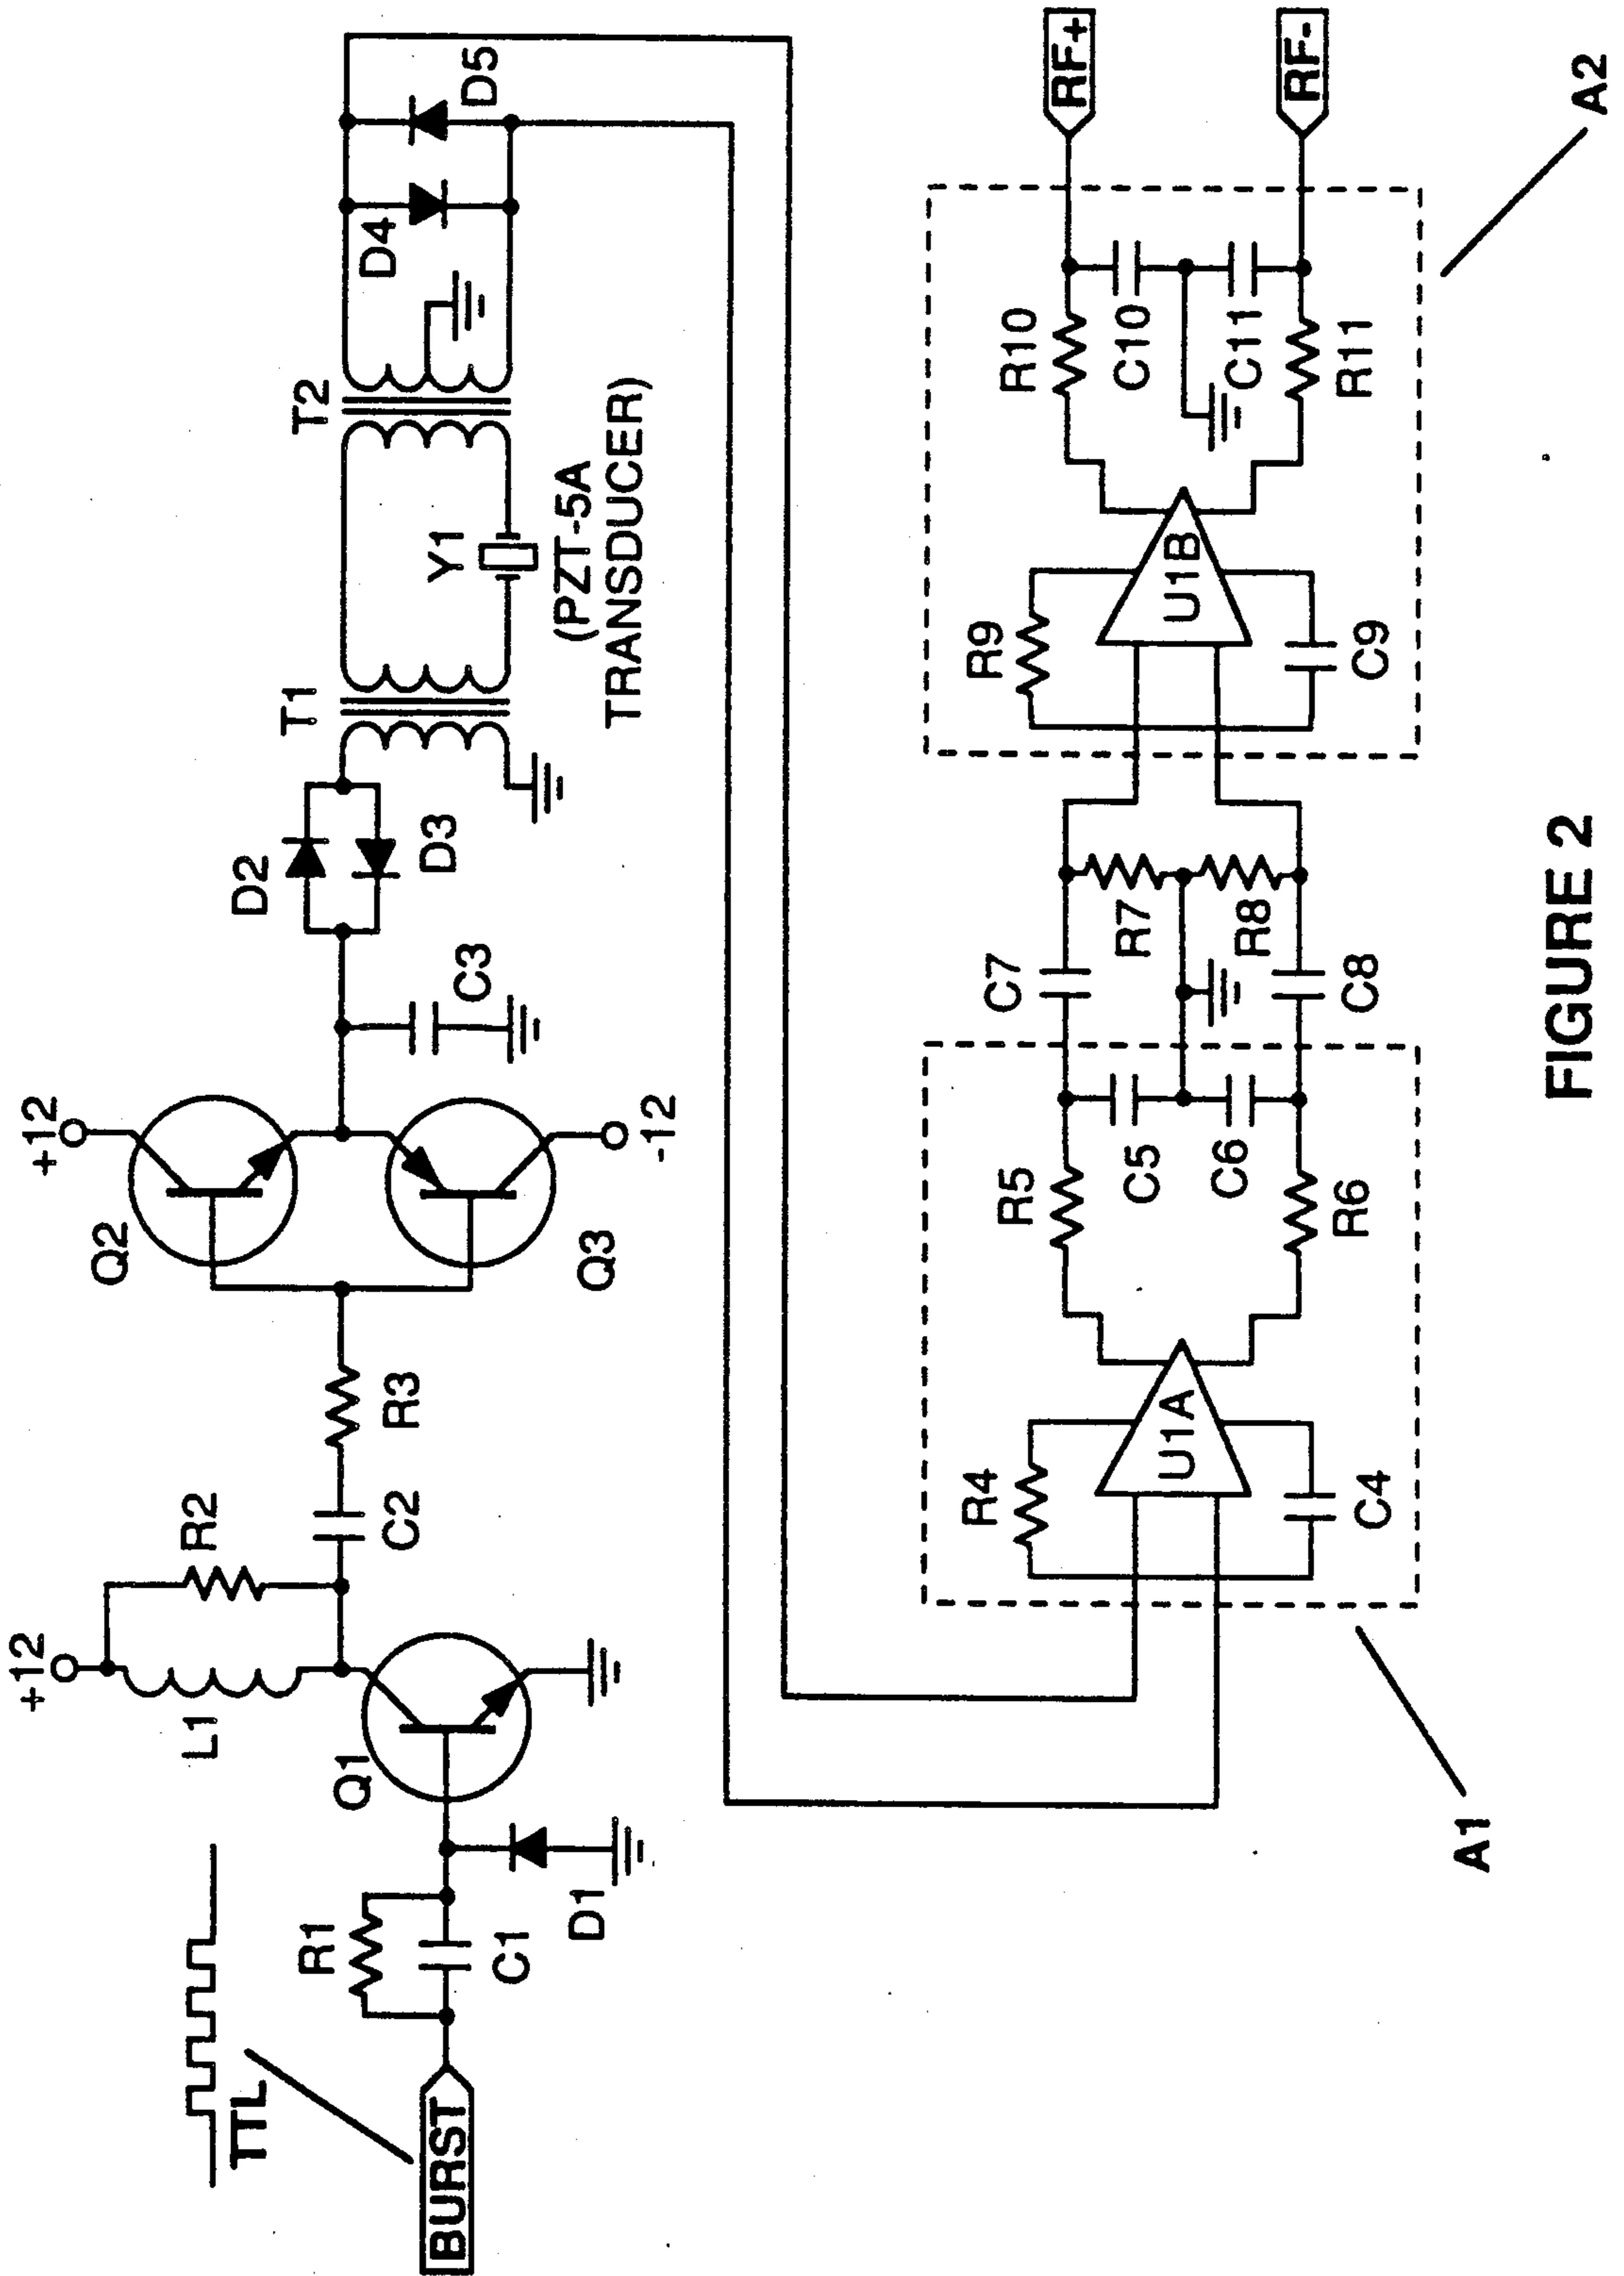 TTL
BURST
R1
C1
D1
Q1
L1
+12
R2
C2
R3
Q2
+12
Q3
-12
C3
D2
D3
T1
Y1
(PZT-5A
TRANSDUCER)
T2
D4
D5
A1
R4
U1A
C4
R5
C5
C6
R6
C7
R7
R8
C8
R9
U1B
C9
R10
C10
C11
R11
RF+
RF-
A2
FIGURE 2